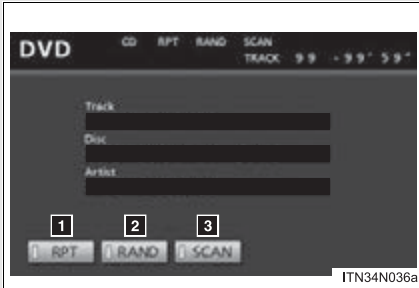 DVD CD RPT RAND SCAN
TRACK 99 -99' 59"
Track
Disc
Artist
1 2 3
RPT RAND SCAN
ITN34N036a